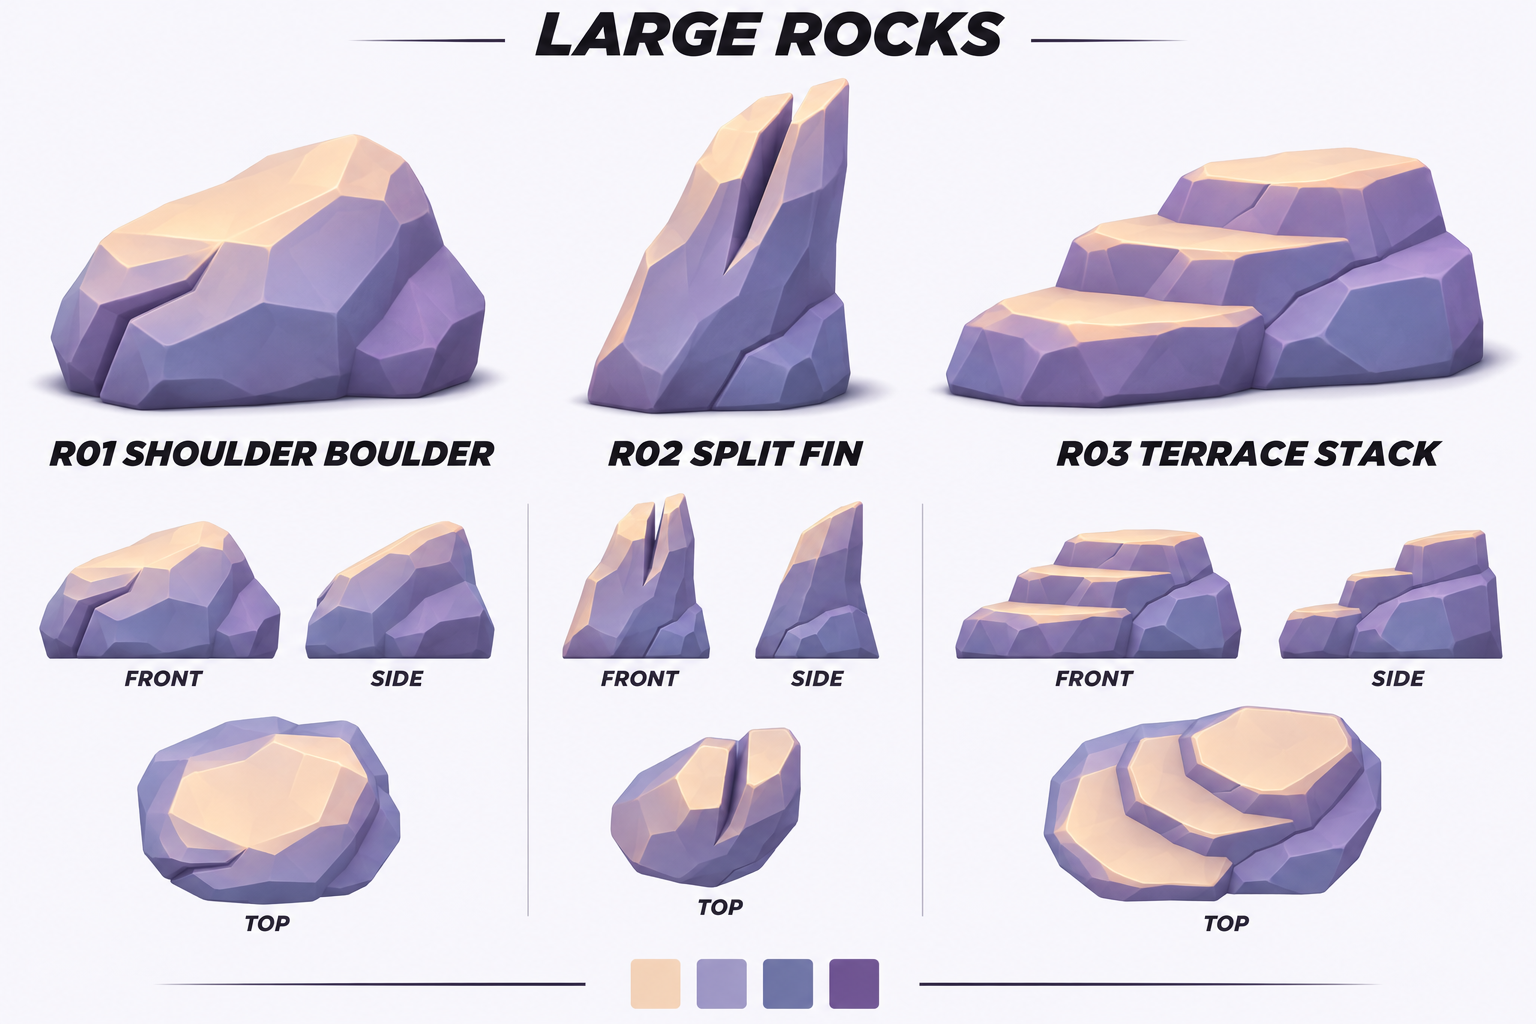 LARGE ROCKS
R01 SHOULDER BOULDER
R02 SPLIT FIN
R03 TERRACE STACK
FRONT
SIDE
FRONT
SIDE
FRONT
SIDE
TOP
TOP
TOP